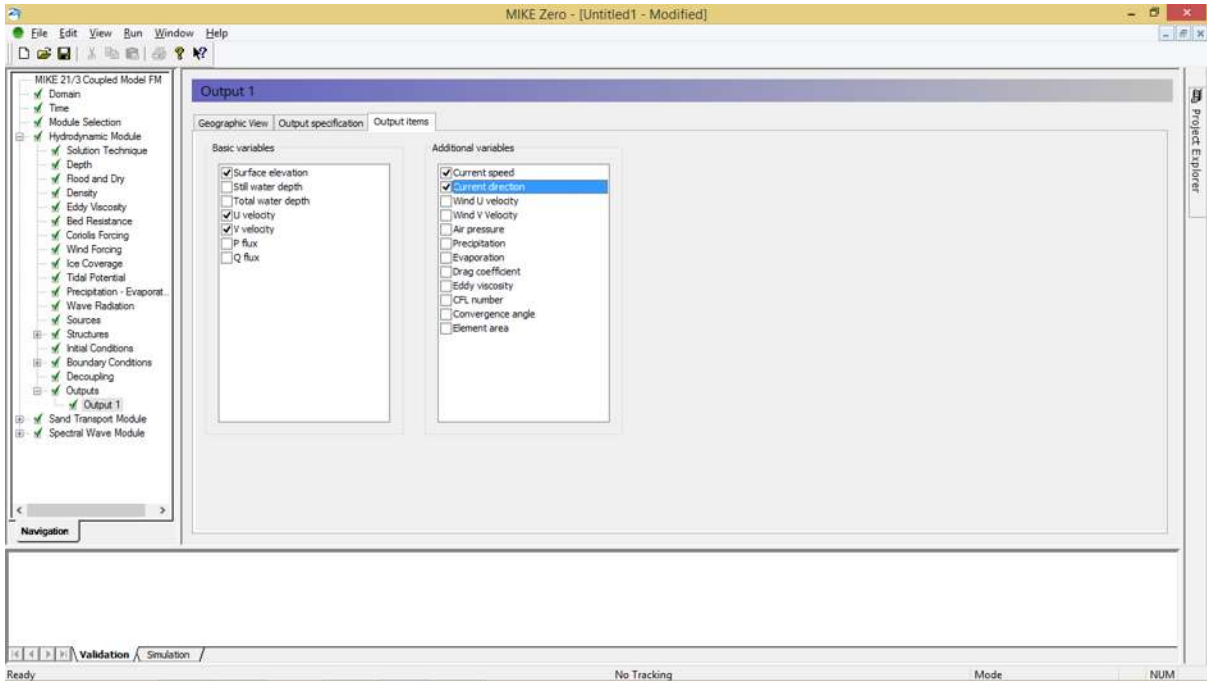 MIKE Zero - [Untitled1 - Modified]
File Edit View Run Window Help
MIKE 21/3 Coupled Model FM
Domain
Time
Module Selection
Hydrodynamic Module
Solution Technique
Depth
Flood and Dry
Density
Eddy Viscosity
Bed Resistance
Coriolis Forcing
Wind Forcing
Ice Coverage
Tidal Potential
Precipitation - Evaporat..
Wave Radiation
Sources
Structures
Initial Conditions
Boundary Conditions
Decoupling
Outputs
Output 1
Sand Transport Module
Spectral Wave Module
Navigation
Output 1
Geographic View Output specification Output items
Basic variables
Surface elevation
Still water depth
Total water depth
U velocity
V velocity
P flux
Q flux
Additional variables
Current speed
Current direction
Wind U velocity
Wind V Velocity
Air pressure
Precipitation
Evaporation
Drag coefficient
Eddy viscosity
CFL number
Convergence angle
Element area
Project Explorer
Validation Simulation
Ready No Tracking Mode NUM